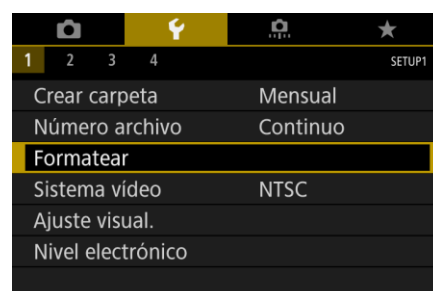 1 2 3 4 SETUP1
Crear carpeta Mensual
Número archivo Continuo
Formatear
Sistema vídeo NTSC
Ajuste visual.
Nivel electrónico